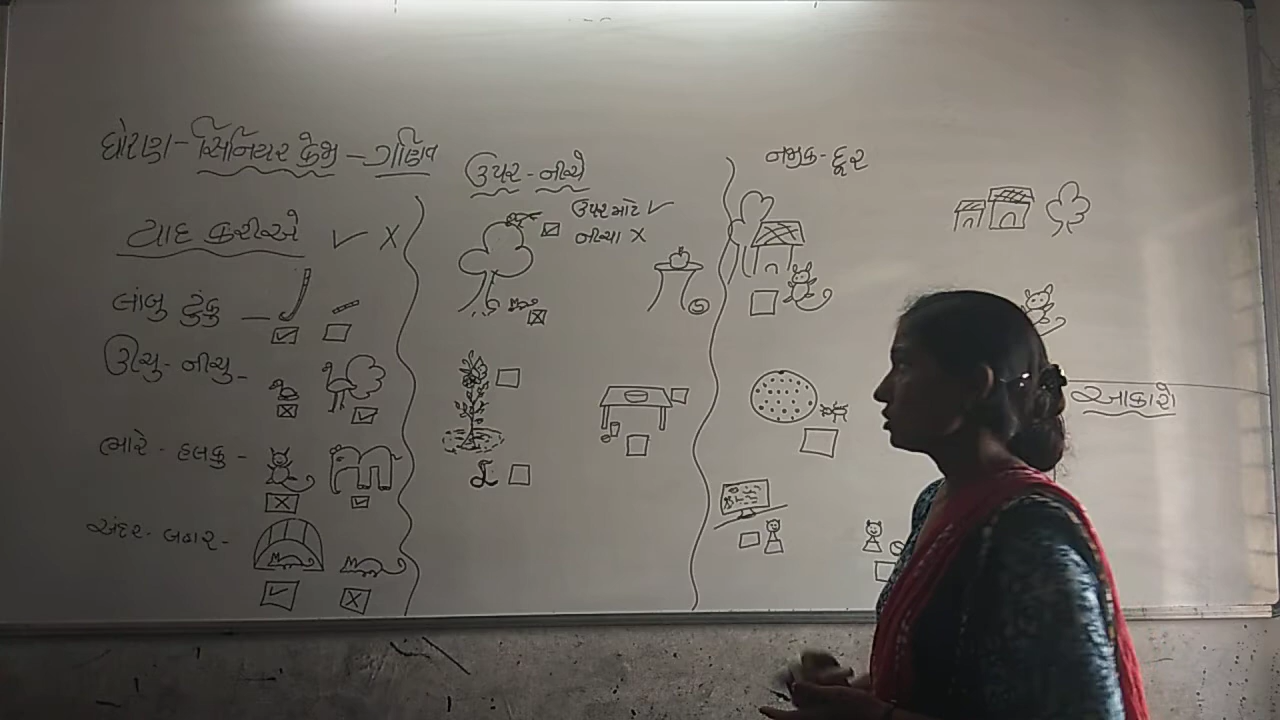 ધોરણ - સિનિયર કેજી - ગણિત
યાદ કરીએ ✓ X
લાંબુ ટુંકુ -
ઊંચુ - નીચુ -
ભારે - હલકુ -
અંદર - બહાર -
ઉપર - નીચે
ઉપર માટે ✓
નીચા X
નજીક - દૂર
આકારો